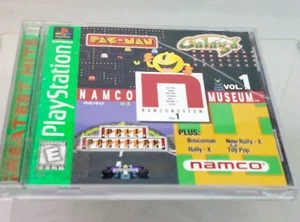 GREATEST HITS
PlayStation
PAC-MAN
Galaga
NAMCO
MUSEUM
VOL.1
PLUS:
Bosconian
New Rally-X
Rally-X
Toy Pop
POLE POSITION
namco
E